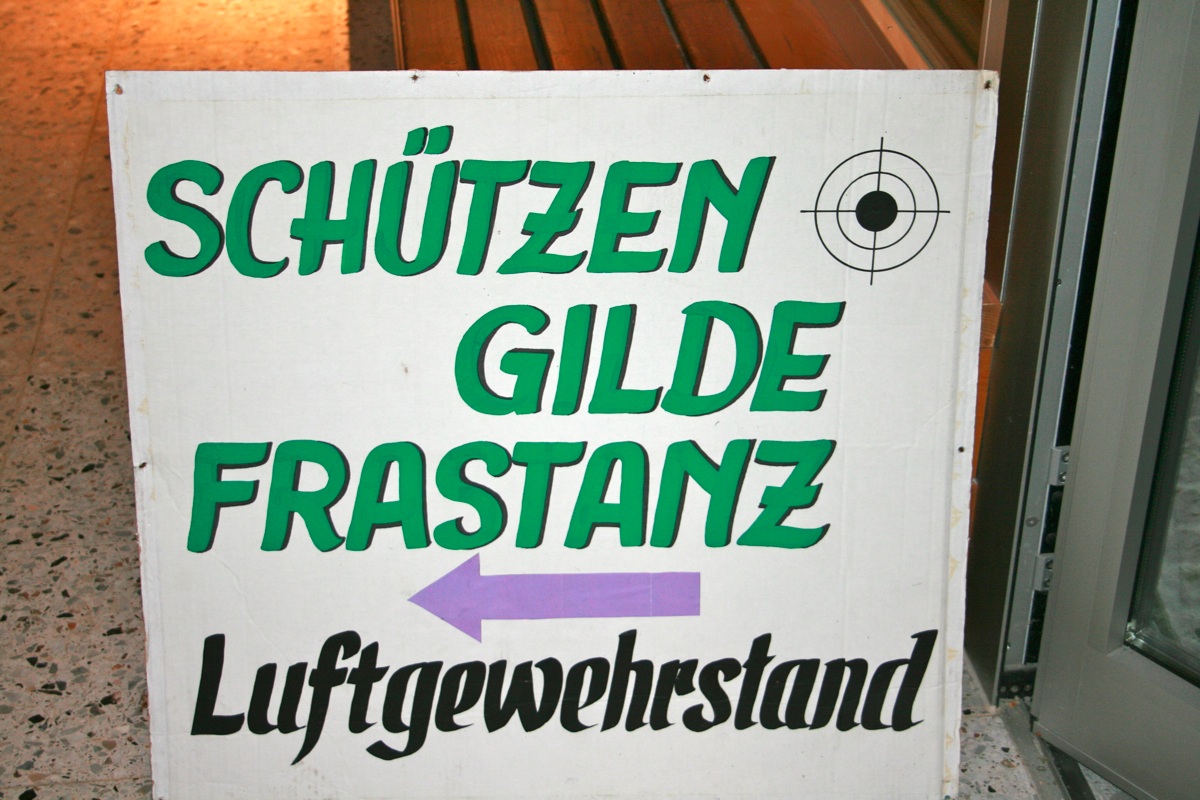 SCHÜTZEN
GILDE
FRASTANZ
Luftgewehrstand